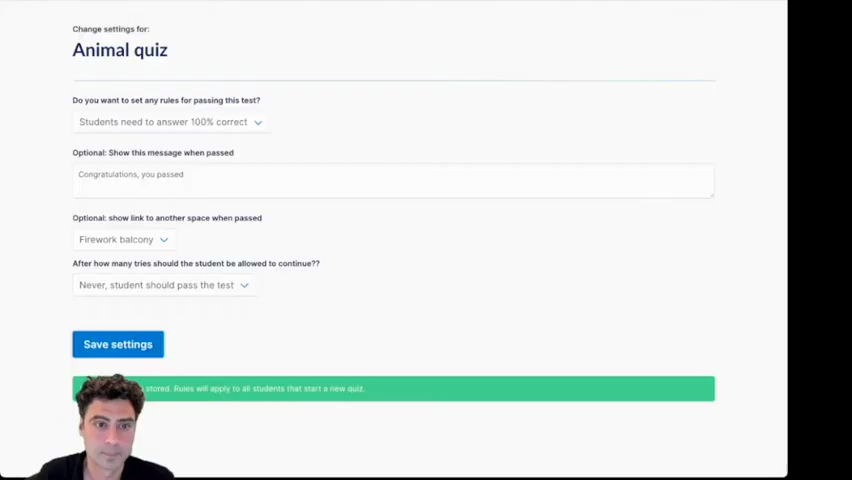 Change settings for:
Animal quiz
Do you want to set any rules for passing this test?
Students need to answer 100% correct
Optional: Show this message when passed
Congratulations, you passed
Optional: show link to another space when passed
Firework balcony
After how many tries should the student be allowed to continue??
Never, student should pass the test
Save settings
stored. Rules will apply to all students that start a new quiz.